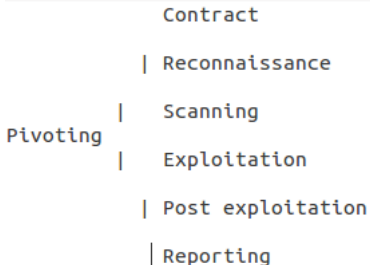 Contract
| Reconnaissance
| Scanning
Pivoting
| Exploitation
| Post exploitation
|Reporting